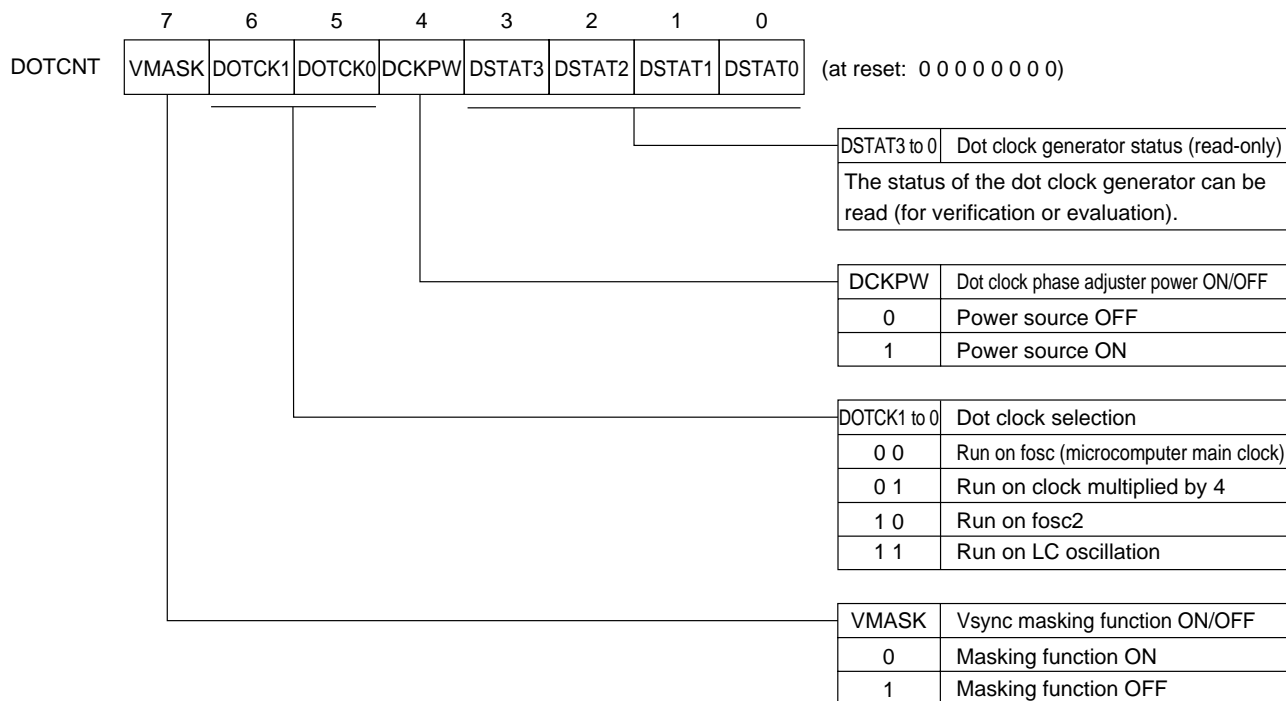 7 6 5 4 3 2 1 0
DOTCNT VMASK DOTCK1 DOTCK0 DCKPW DSTAT3 DSTAT2 DSTAT1 DSTAT0 (at reset: 0 0 0 0 0 0 0 0)
DSTAT3 to 0 Dot clock generator status (read-only)
The status of the dot clock generator can be
read (for verification or evaluation).
DCKPW Dot clock phase adjuster power ON/OFF
0 Power source OFF
1 Power source ON
DOTCK1 to 0 Dot clock selection
0 0 Run on fosc (microcomputer main clock)
0 1 Run on clock multiplied by 4
1 0 Run on fosc2
1 1 Run on LC oscillation
VMASK Vsync masking function ON/OFF
0 Masking function ON
1 Masking function OFF